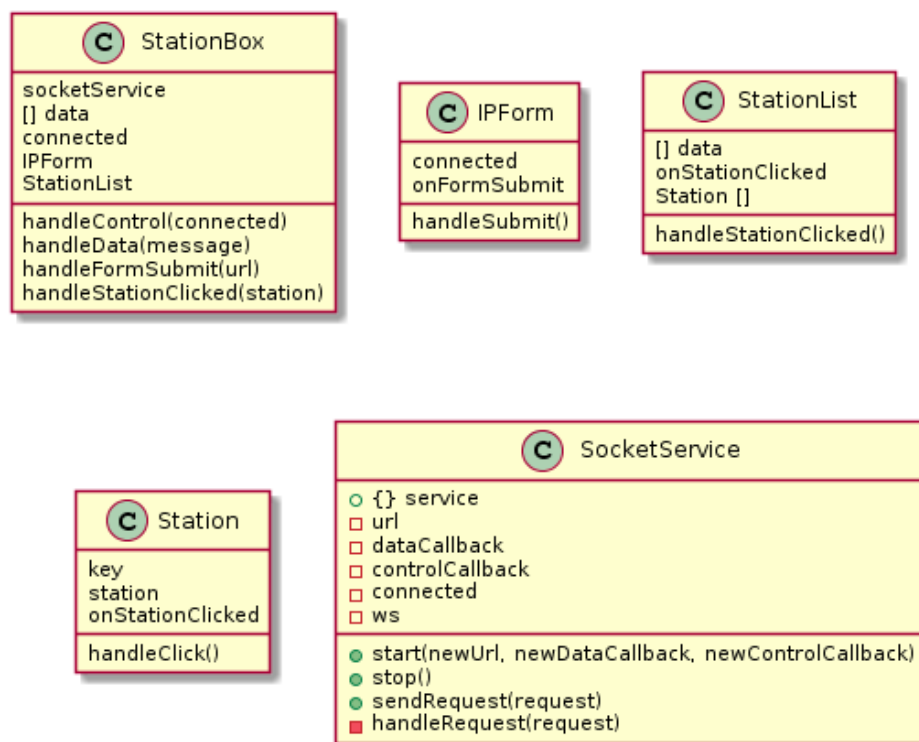 C StationBox
socketService
[] data
connected
IPForm
StationList
handleControl(connected)
handleData(message)
handleFormSubmit(url)
handleStationClicked(station)
C IPForm
connected
onFormSubmit
handleSubmit()
C StationList
[] data
onStationClicked
Station []
handleStationClicked()
C Station
key
station
onStationClicked
handleClick()
C SocketService
{} service
url
dataCallback
controlCallback
connected
ws
start(newUrl, newDataCallback, newControlCallback)
stop()
sendRequest(request)
handleRequest(request)